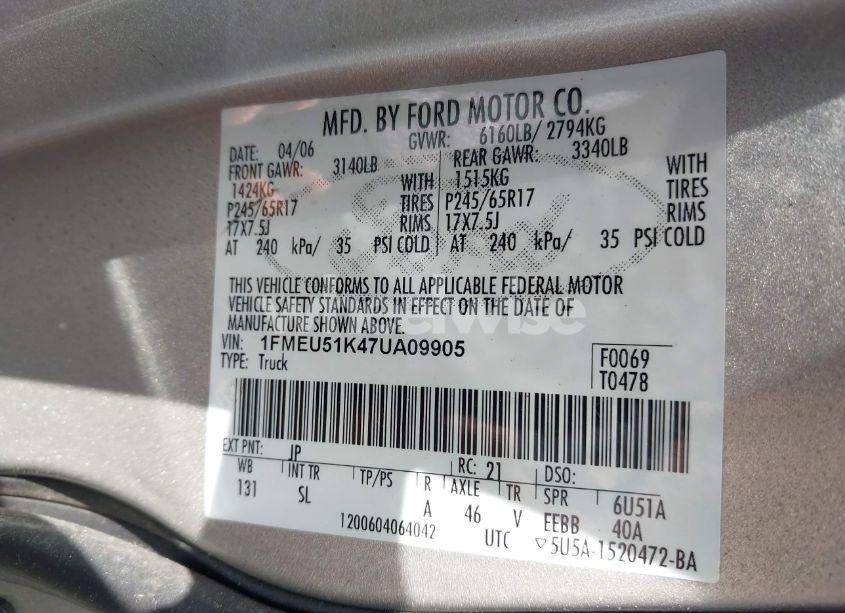 MFD. BY FORD MOTOR CO.
DATE: 04/06 GVWR: 6160LB/ 2794KG
FRONT GAWR: 3140LB REAR GAWR: 3340LB
1424KG WITH 1515KG WITH
P245/65R17 TIRES P245/65R17 TIRES
17X7.5J RIMS 17X7.5J RIMS
AT 240 kPa/ 35 PSI COLD AT 240 kPa/ 35 PSI COLD
THIS VEHICLE CONFORMS TO ALL APPLICABLE FEDERAL MOTOR
VEHICLE SAFETY STANDARDS IN EFFECT ON THE DATE OF
MANUFACTURE SHOWN ABOVE.
VIN: 1FMEU51K47UA09905
TYPE: Truck
F0069
T0478
EXT PNT: JP RC: 21 DSO:
WB INT TR TP/PS R AXLE TR SPR 6U51A
131 SL A 46 V EEBB 40A
1200604064042 UTC ▽5U5A-1520472-BA